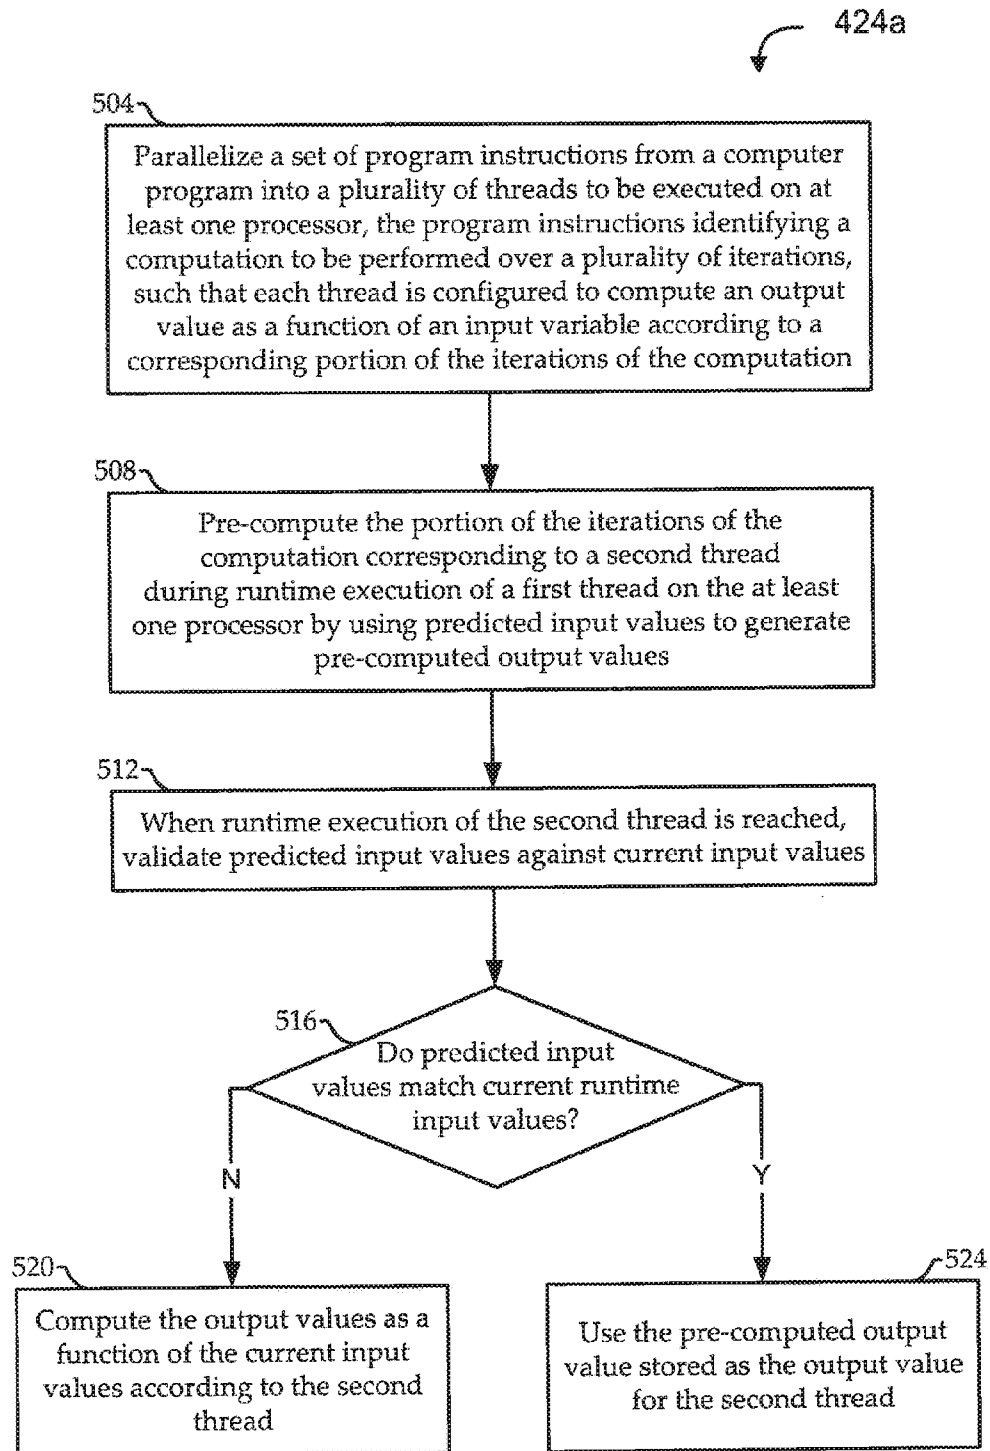 424a
504
Parallelize a set of program instructions from a computer
program into a plurality of threads to be executed on at
least one processor, the program instructions identifying a
computation to be performed over a plurality of iterations,
such that each thread is configured to compute an output
value as a function of an input variable according to a
corresponding portion of the iterations of the computation
508
Pre-compute the portion of the iterations of the
computation corresponding to a second thread
during runtime execution of a first thread on the at least
one processor by using predicted input values to generate
pre-computed output values
512
When runtime execution of the second thread is reached,
validate predicted input values against current input values
516
Do predicted input
values match current runtime
input values?
N
Y
520
Compute the output values as a
function of the current input
values according to the second
thread
524
Use the pre-computed output
value stored as the output value
for the second thread